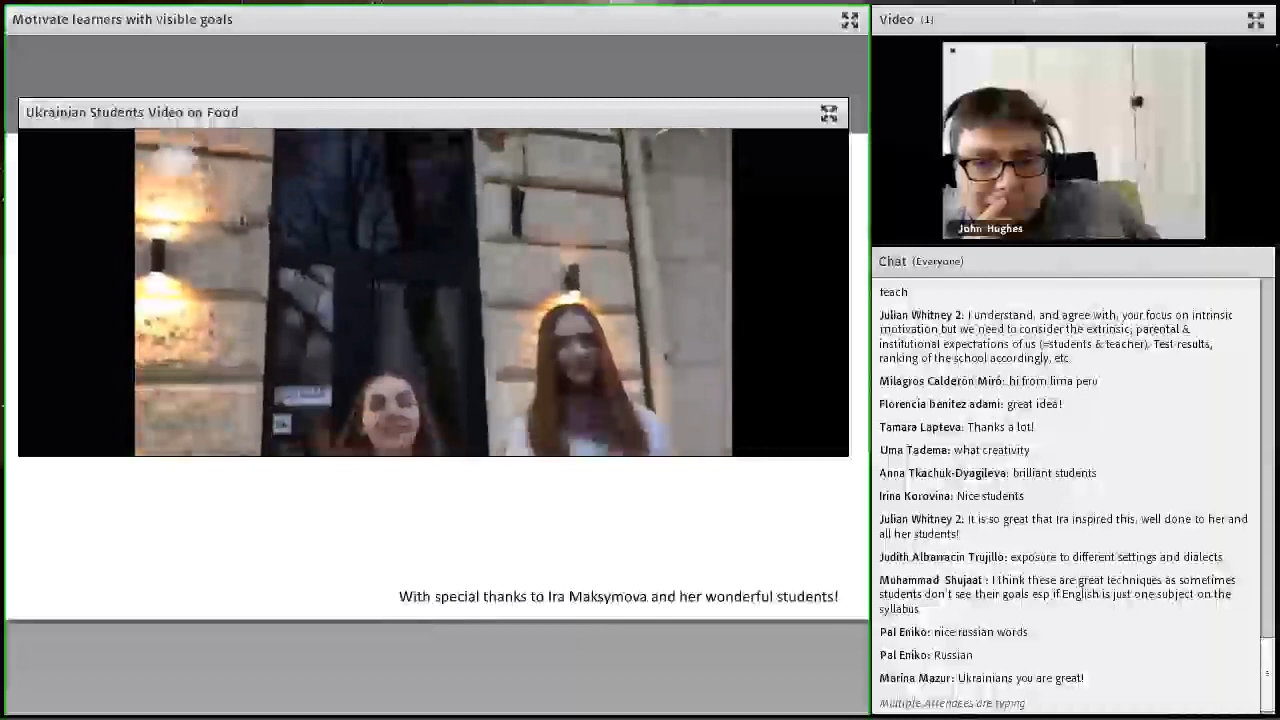 Motivate learners with visible goals
Ukrainian Students Video on Food
With special thanks to Ira Maksymova and her wonderful students!
Video (1)
John Hughes
Chat (Everyone)
teach
Julian Whitney 2: I understand, and agree with, your focus on intrinsic
motivation but we need to consider the extrinsic; parental &
institutional expectations of us (=students & teacher). Test results,
ranking of the school accordingly, etc
Milagros Calderón Miró: hi from lima peru
Florencia benitez adami: great idea!
Tamara Lapteva: Thanks a lot!
Uma Tadema: what creativity
Anna Tkachuk-Dyagileva: brilliant students
Irina Korovina: Nice students
Julian Whitney 2: It is so great that Ira inspired this, well done to her and
all her students!
Judith Albarracin Trujillo: exposure to different settings and dialects
Muhammad Shujaat : I think these are great techniques as sometimes
students don't see their goals esp if English is just one subject on the
syllabus
Pal Eniko: nice russian words
Pal Eniko: Russian
Marina Mazur: Ukrainians you are great!
Multiple Attendees are typing